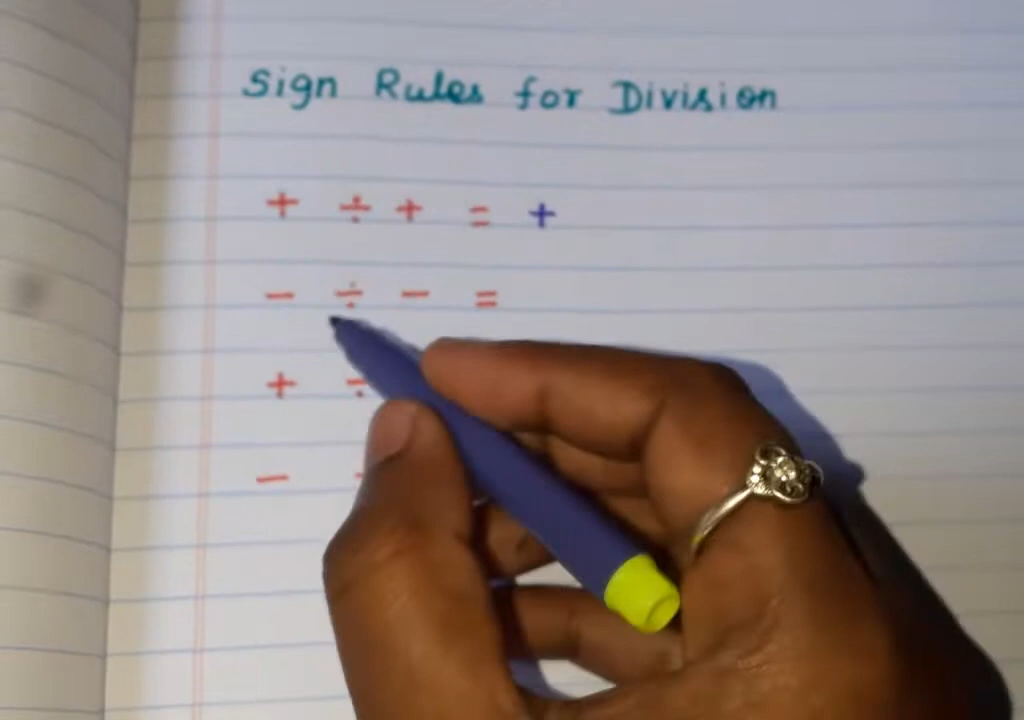 Sign Rules for Division
+ ÷ + = +
- ÷ - =
+ ÷
-